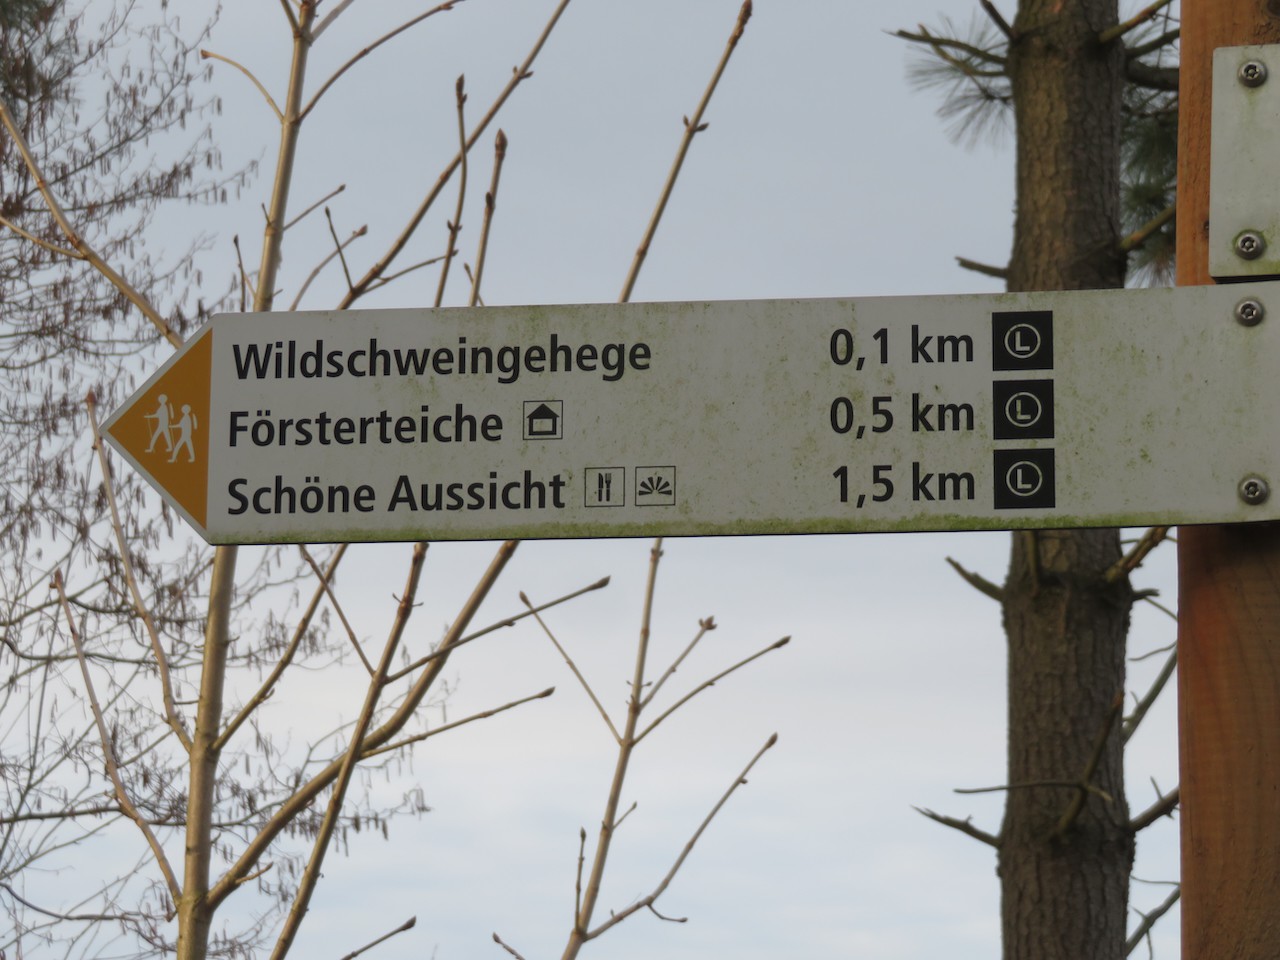 Wildschweingehege 0,1 km L
Försterteiche 0,5 km L
Schöne Aussicht 1,5 km L